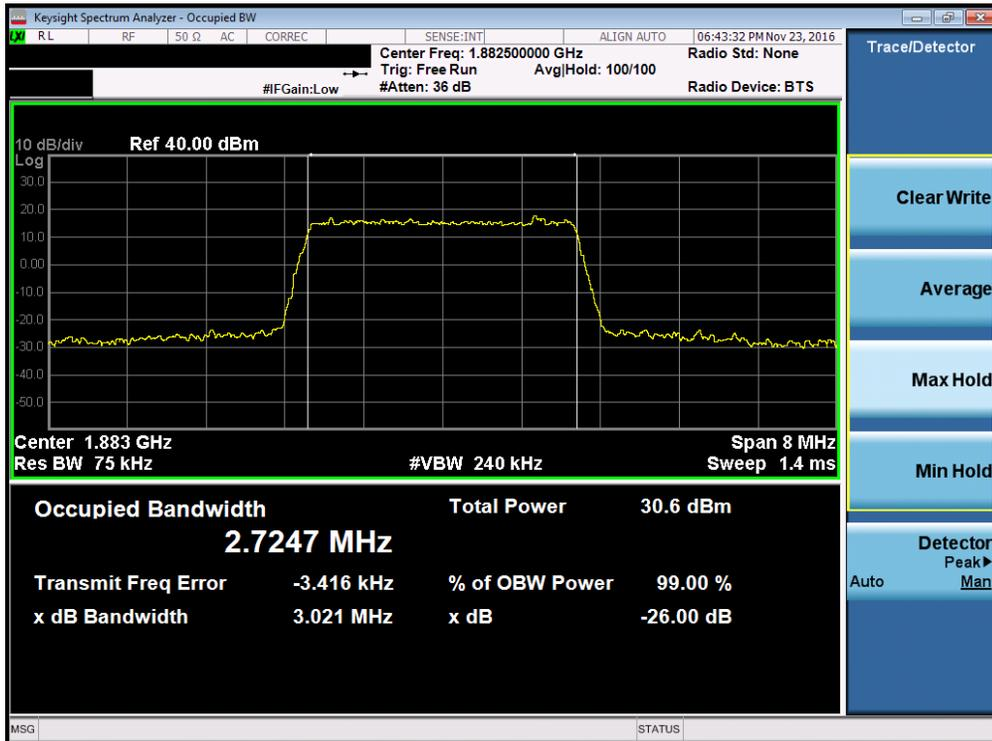 Keysight Spectrum Analyzer - Occupied BW
LXI RL RF 50 Ω AC CORREC SENSE:INT ALIGN AUTO 06:43:32 PM Nov 23, 2016
Center Freq: 1.882500000 GHz Radio Std: None
Trig: Free Run Avg|Hold: 100/100
#IFGain:Low #Atten: 36 dB Radio Device: BTS
10 dB/div Ref 40.00 dBm
Log
30.0
20.0
10.0
0.00
-10.0
-20.0
-30.0
-40.0
-50.0
Center 1.883 GHz Span 8 MHz
Res BW 75 kHz #VBW 240 kHz Sweep 1.4 ms
Occupied Bandwidth Total Power 30.6 dBm
2.7247 MHz
Transmit Freq Error -3.416 kHz % of OBW Power 99.00 %
x dB Bandwidth 3.021 MHz x dB -26.00 dB
MSG STATUS
Trace/Detector
Clear Write
Average
Max Hold
Min Hold
Detector
Peak▶
Auto Man